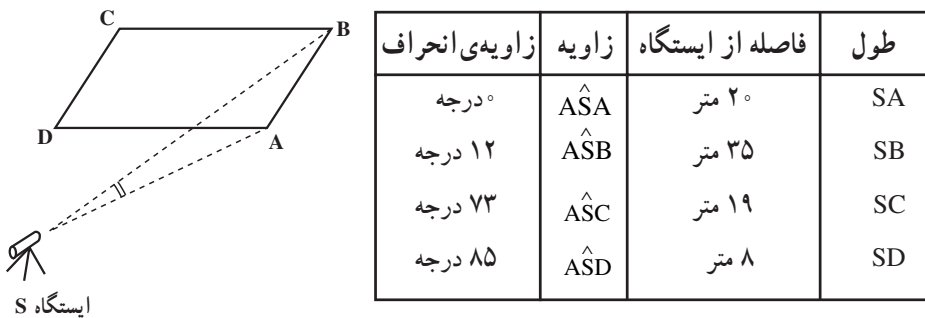 C
B
D
A
ایستگاه S
طول فاصله از ایستگاه زاویه زاویه‌ی انحراف
SA ۲۰ متر AŜA ۰ درجه
SB ۳۵ متر AŜB ۱۲ درجه
SC ۱۹ متر AŜC ۷۳ درجه
SD ۸ متر AŜD ۸۵ درجه